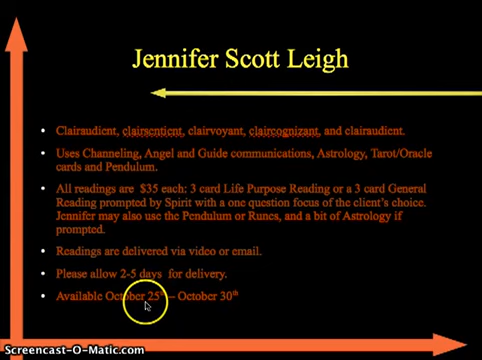 Jennifer Scott Leigh
• Clairaudient, clairsentient, clairvoyant, claircognizant, and clairaudient.
• Uses Channeling, Angel and Guide communications, Astrology, Tarot/Oracle
cards and Pendulum.
• All readings are $35 each: 3 card Life Purpose Reading or a 3 card General
Reading prompted by Spirit with a one question focus of the client's choice.
Jennifer may also use the Pendulum or Runes, and a bit of Astrology if
prompted.
• Readings are delivered via video or email.
• Please allow 2-5 days for delivery.
• Available October 25th – October 30th
Screencast-O-Matic.com